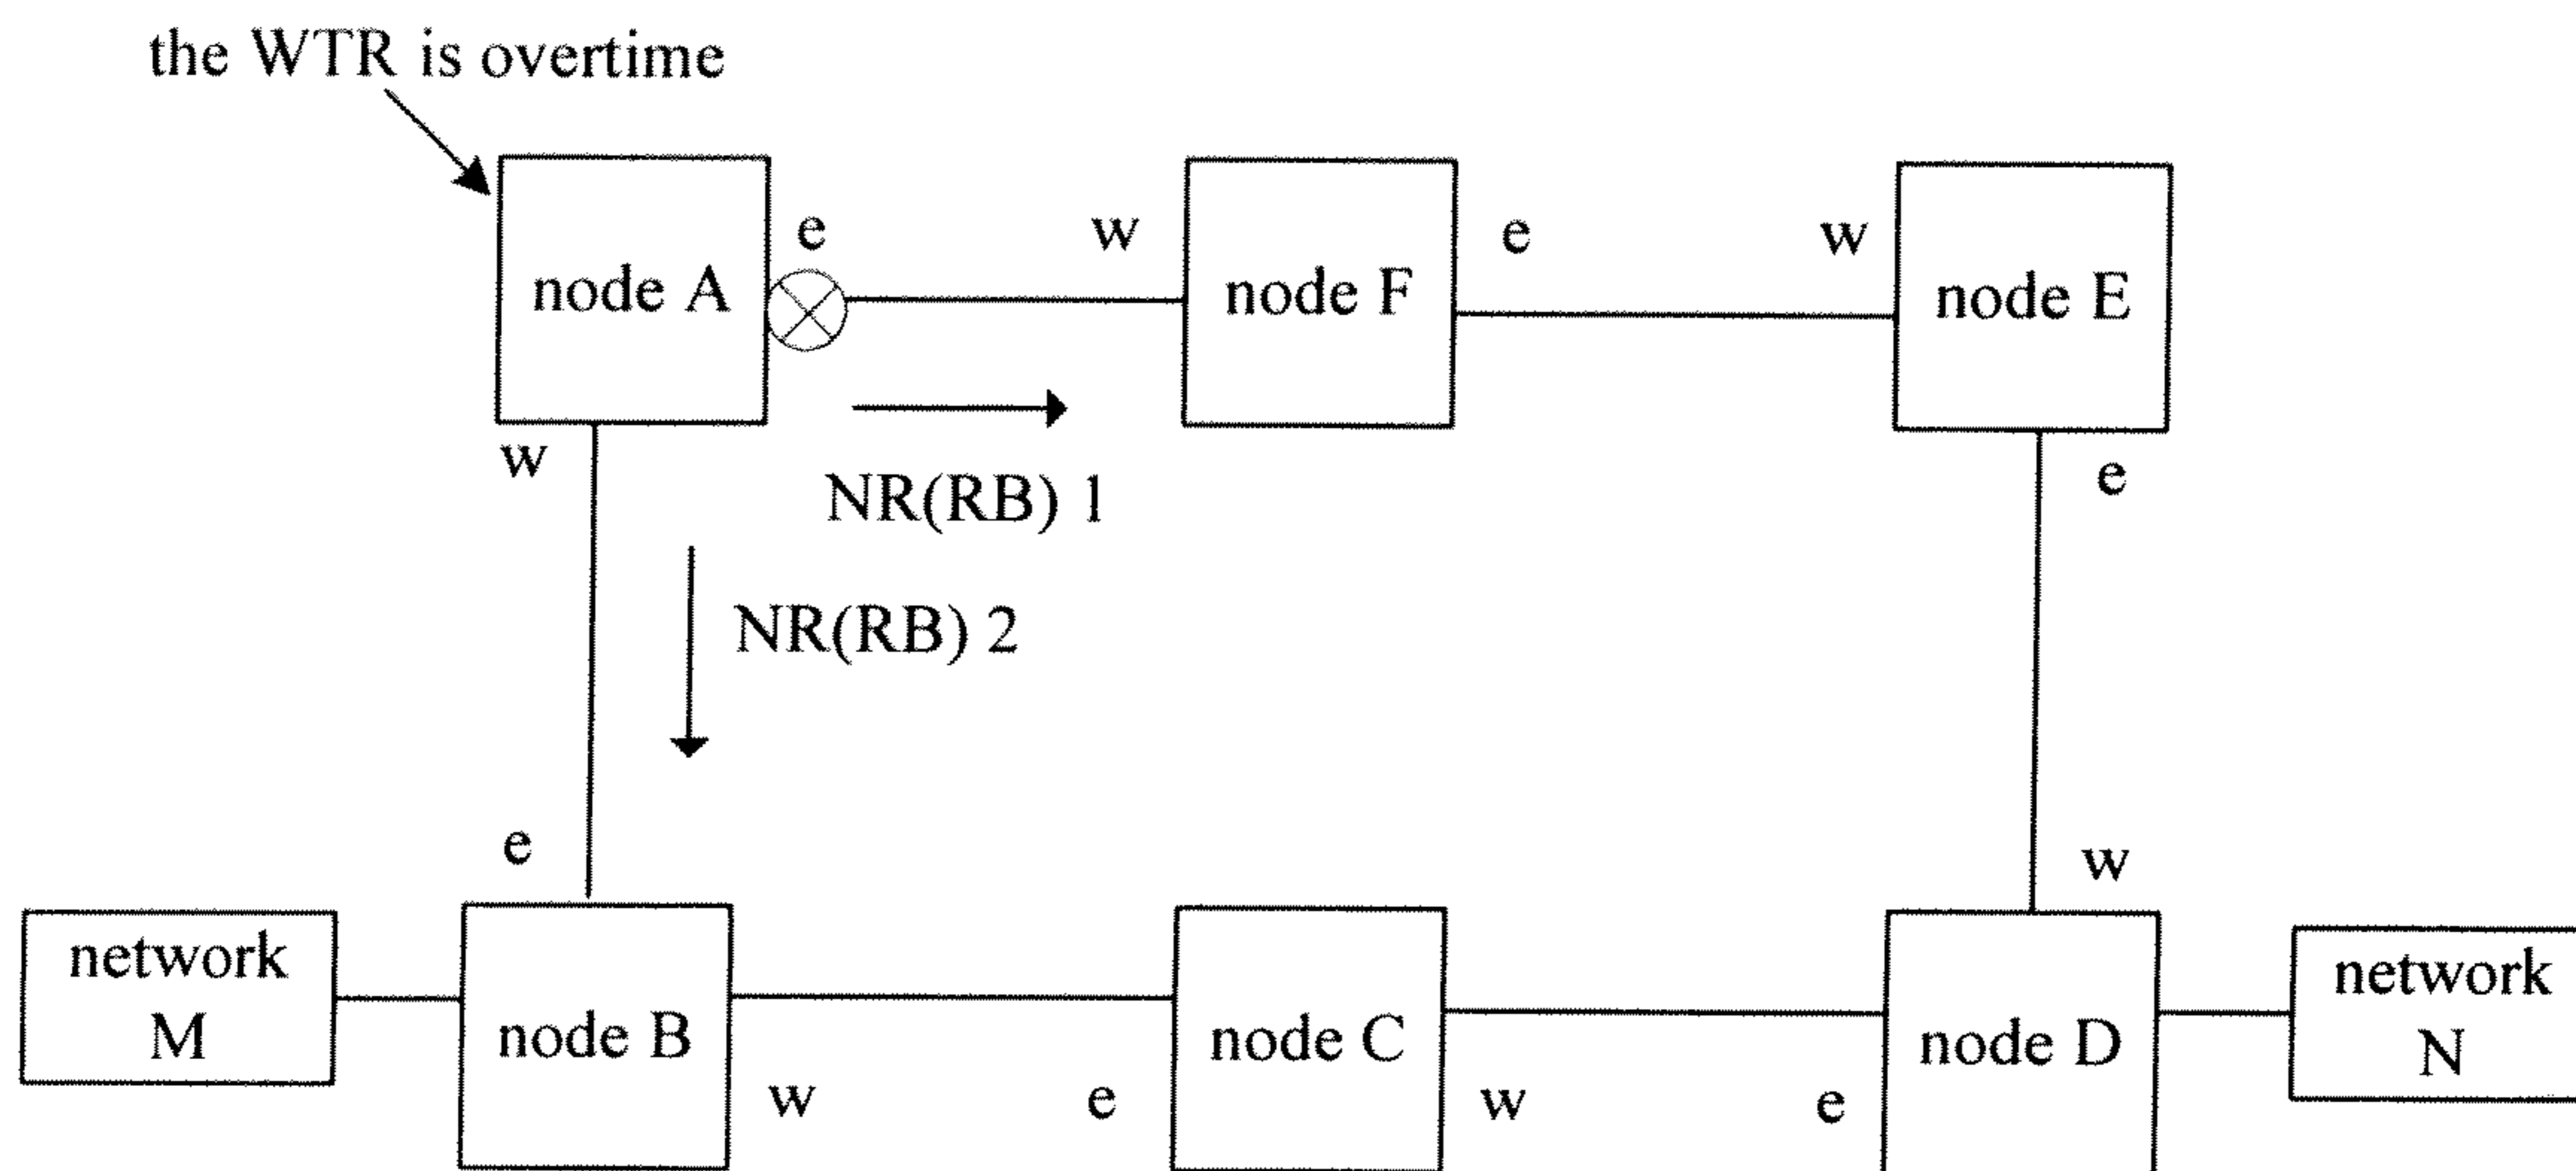 the WTR is overtime
node A
e
w
node F
e
w
node E
w
e
NR(RB) 1
NR(RB) 2
e
w
network
M
node B
w
e
node C
w
e
node D
network
N